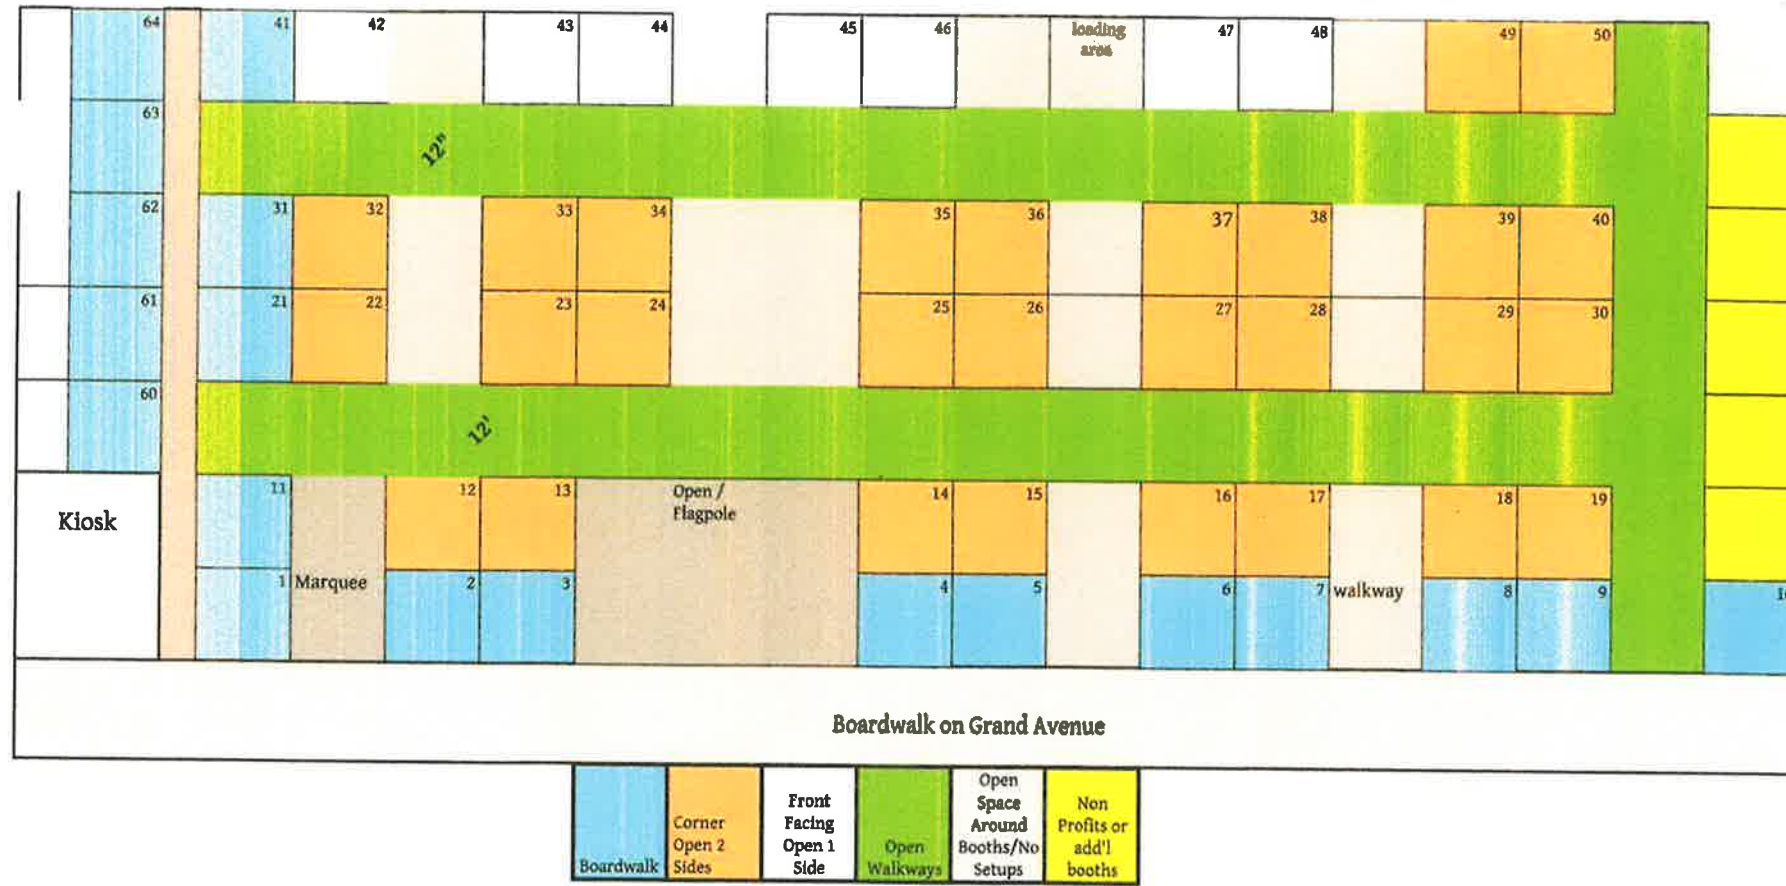 64 41 42 43 44 45 46 loading 47 48 49 50
area
63
12"
62 31 32 33 34 35 36 37 38 39 40
61 21 22 23 24 25 26 27 28 29 30
60
12'
11 12 13 Open / 14 15 16 17 18 19
Flagpole
Kiosk
1 Marquee 2 3 4 5 6 7 walkway 8 9
Boardwalk on Grand Avenue
Boardwalk
Corner
Open 2
Sides
Front
Facing
Open 1
Side
Open
Walkways
Open
Space
Around
Booths/No
Setups
Non
Profits or
add'l
booths